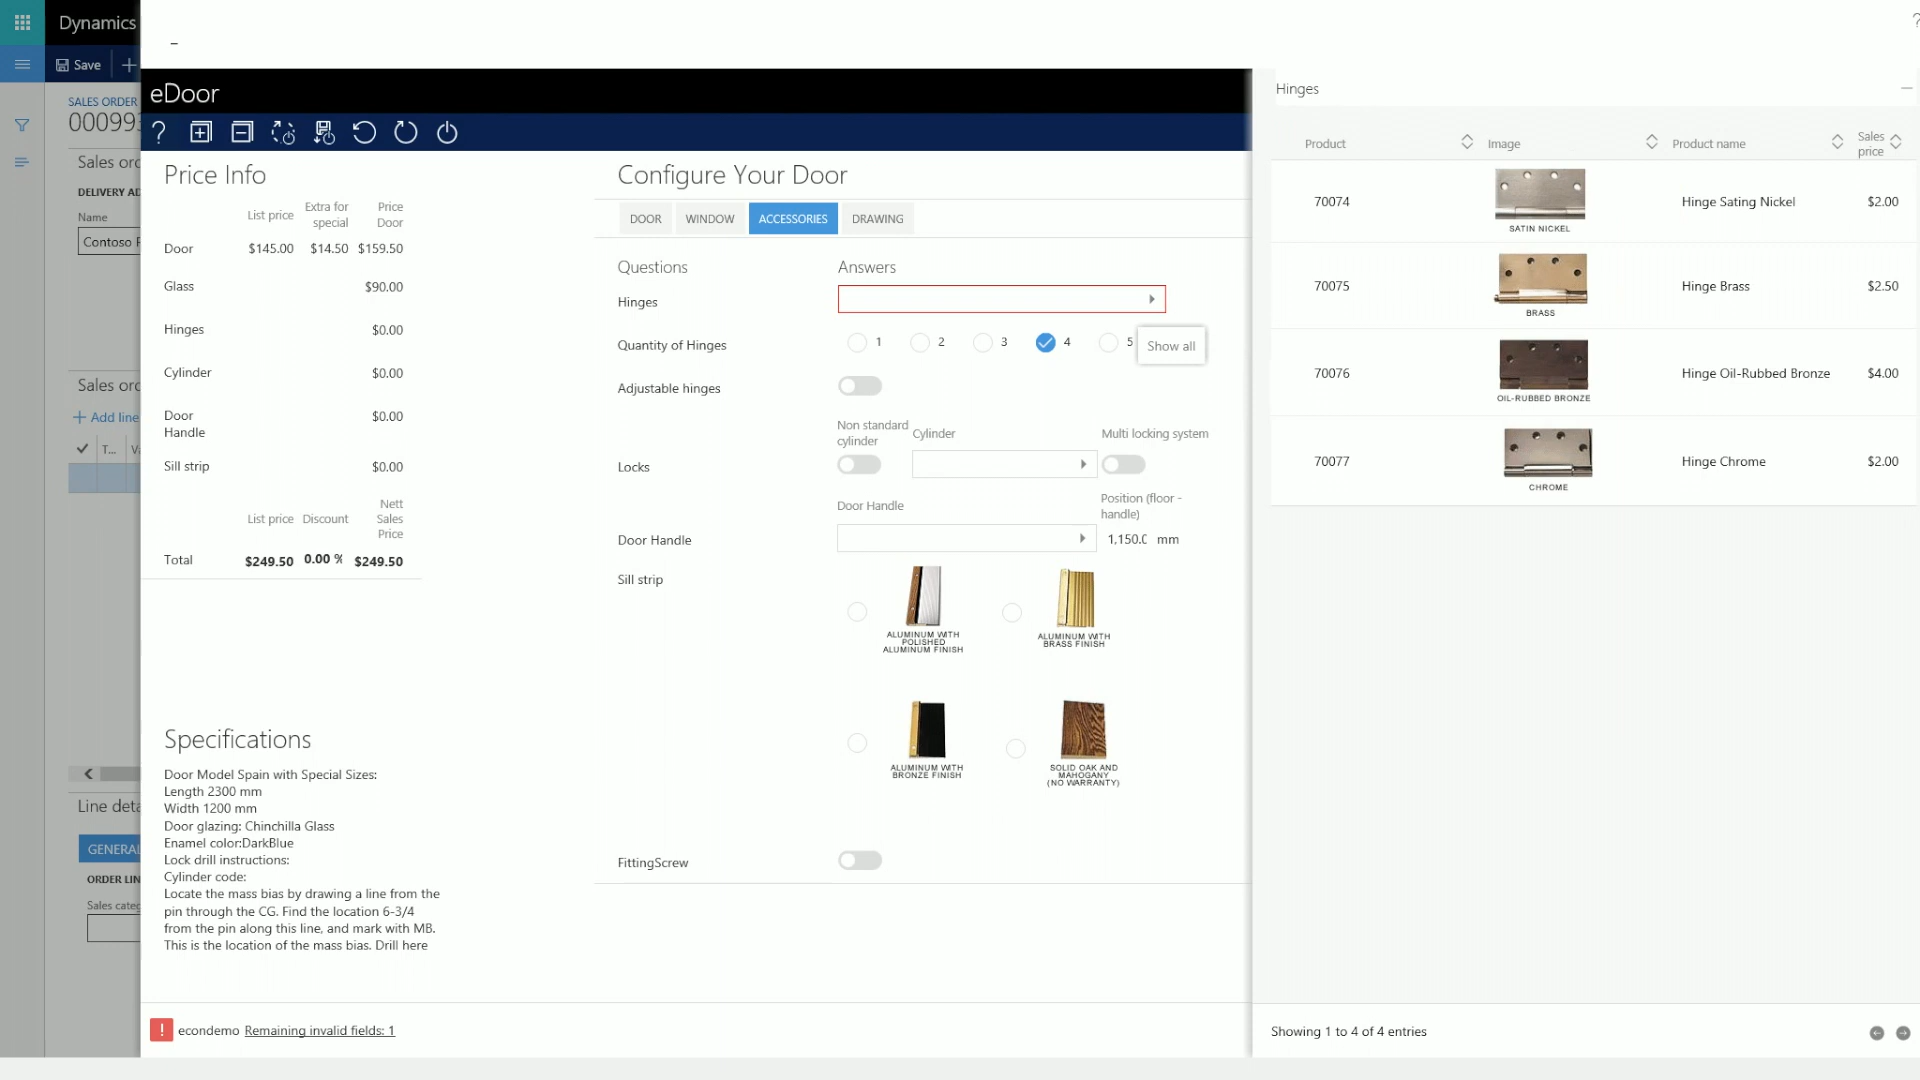 Dynamics
?
Save
SALES ORDER
Sales
DELIVERY
Name
Contoso
Sales
Add line
T...
Line
GENERAL
ORDER
Sales
eDoor
?
Price Info
List price
Extra for
special
Price
Door
Door $145.00 $14.50 $159.50
Glass $90.00
Hinges $0.00
Cylinder $0.00
Door
Handle
$0.00
Sill strip $0.00
List price Discount
Nett
Sales
Price
Total $249.50 0.00 % $249.50
Specifications
Door Model Spain with Special Sizes:
Length 2300 mm
Width 1200 mm
Door glazing: Chinchilla Glass
Enamel color:DarkBlue
Lock drill instructions:
Cylinder code:
Locate the mass bias by drawing a line from the
pin through the CG. Find the location 6-3/4
from the pin along this line, and mark with MB.
This is the location of the mass bias. Drill here
! econdemo Remaining invalid fields: 1
Configure Your Door
DOOR WINDOW ACCESSORIES DRAWING
Questions Answers
Hinges
Quantity of Hinges 1 2 3 4 5
Show all
Adjustable hinges
Non standard
cylinder
Cylinder
Multi locking system
Locks
Door Handle
Position (floor -
handle)
Door Handle
mm
Sill strip
ALUMINUM WITH
POLISHED
ALUMINUM FINISH
ALUMINUM WITH
BRASS FINISH
ALUMINUM WITH
BRONZE FINISH
SOLID OAK AND
MAHOGANY
(NO WARRANTY)
FittingScrew
Hinges
Product Image Product name
Sales
price
70074
SATIN NICKEL
Hinge Sating Nickel $2.00
70075
BRASS
Hinge Brass $2.50
70076
OIL-RUBBED BRONZE
Hinge Oil-Rubbed Bronze $4.00
70077
CHROME
Hinge Chrome $2.00
Showing 1 to 4 of 4 entries